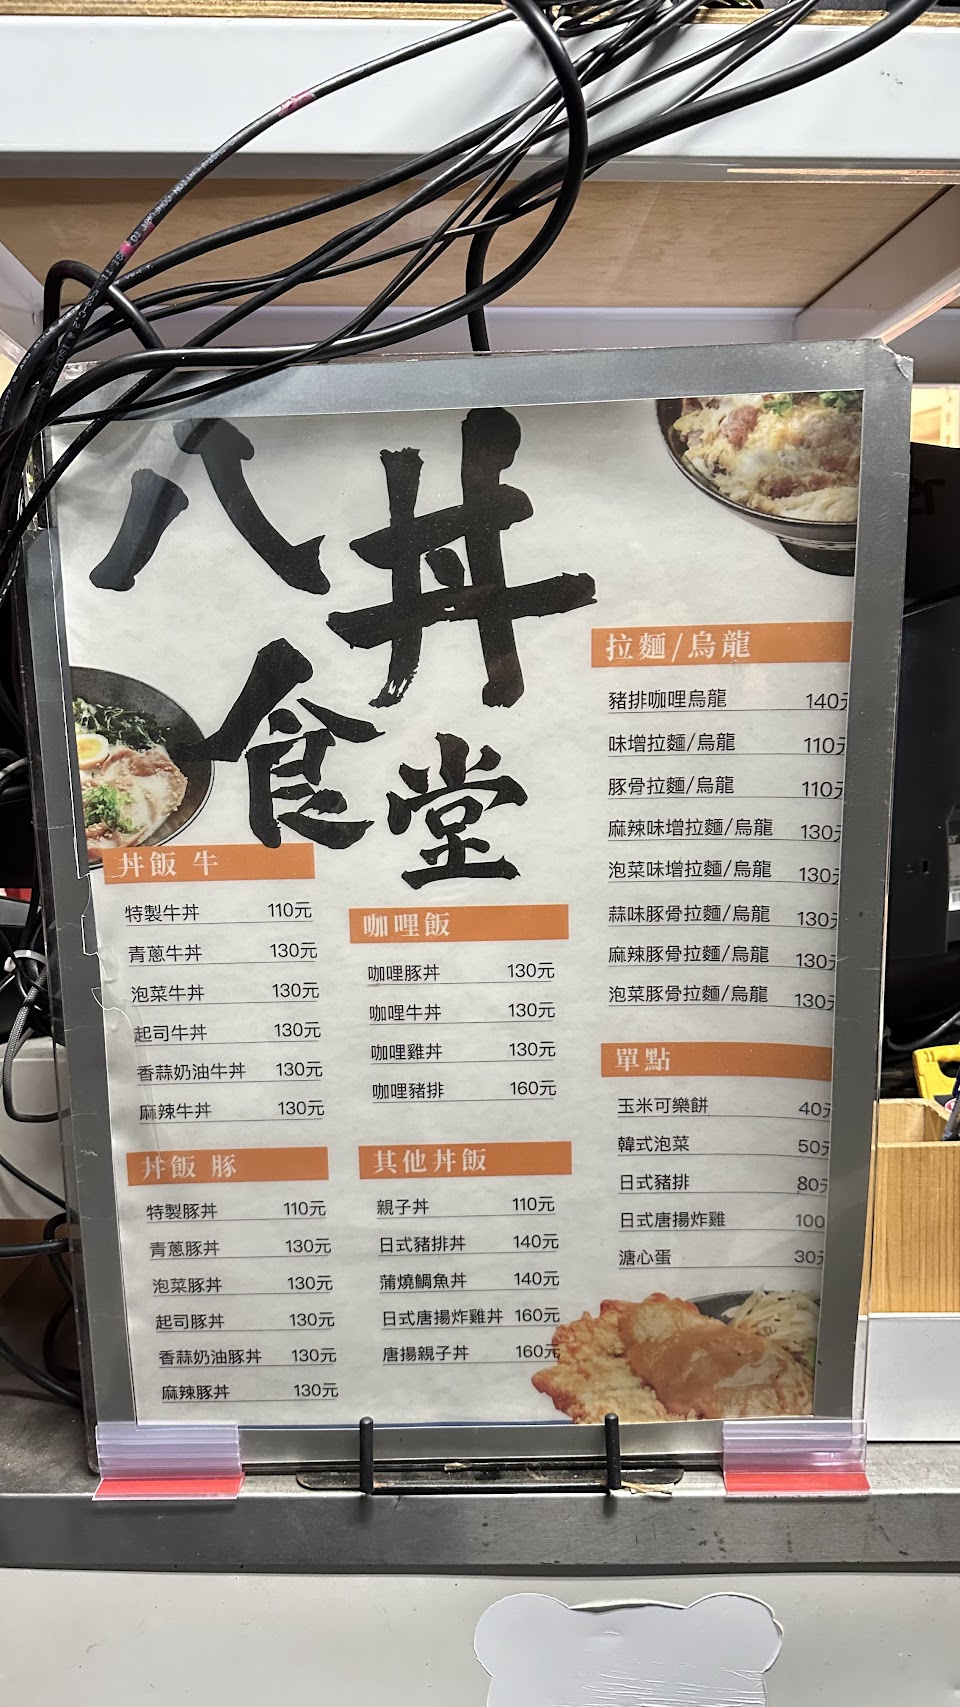 八丼
食堂
丼飯 牛
特製牛丼 110元
青蔥牛丼 130元
泡菜牛丼 130元
起司牛丼 130元
香蒜奶油牛丼 130元
麻辣牛丼 130元
丼飯 豚
特製豚丼 110元
青蔥豚丼 130元
泡菜豚丼 130元
起司豚丼 130元
香蒜奶油豚丼 130元
麻辣豚丼 130元
咖哩飯
咖哩豚丼 130元
咖哩牛丼 130元
咖哩雞丼 130元
咖哩豬排 160元
其他丼飯
親子丼 110元
日式豬排丼 140元
蒲燒鯛魚丼 140元
日式唐揚炸雞丼 160元
唐揚親子丼 160元
拉麵/烏龍
豬排咖哩烏龍 140元
味增拉麵/烏龍 110元
豚骨拉麵/烏龍 110元
麻辣味增拉麵/烏龍 130元
泡菜味增拉麵/烏龍 130元
蒜味豚骨拉麵/烏龍 130元
麻辣豚骨拉麵/烏龍 130元
泡菜豚骨拉麵/烏龍 130元
單點
玉米可樂餅 40元
韓式泡菜 50元
日式豬排 80元
日式唐揚炸雞 100
溏心蛋 30元